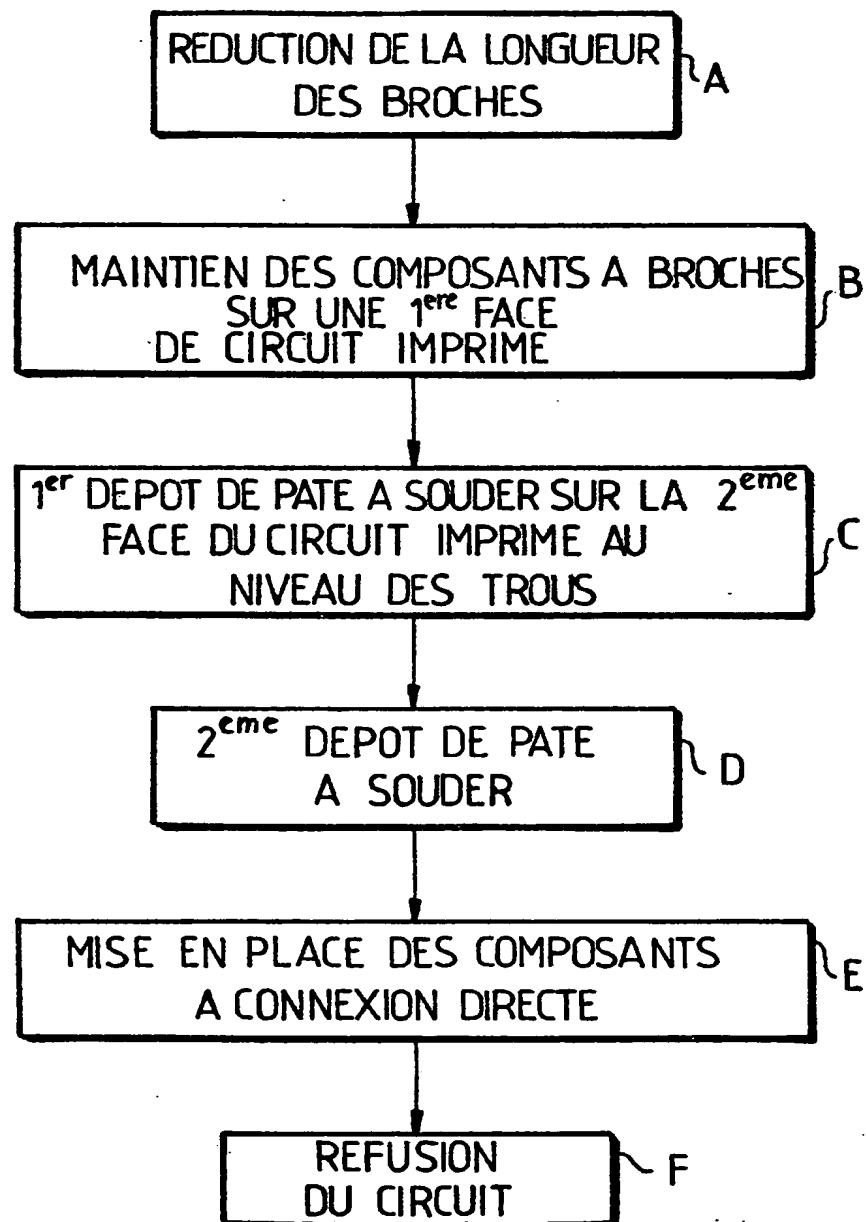 REDUCTION DE LA LONGUEUR
DES BROCHES
A
MAINTIEN DES COMPOSANTS A BROCHES
SUR UNE 1ere FACE
DE CIRCUIT IMPRIME
B
1er DEPOT DE PATE A SOUDER SUR LA 2eme
FACE DU CIRCUIT IMPRIME AU
NIVEAU DES TROUS
C
2eme DEPOT DE PATE
A SOUDER
D
MISE EN PLACE DES COMPOSANTS
A CONNEXION DIRECTE
E
REFUSION
DU CIRCUIT
F